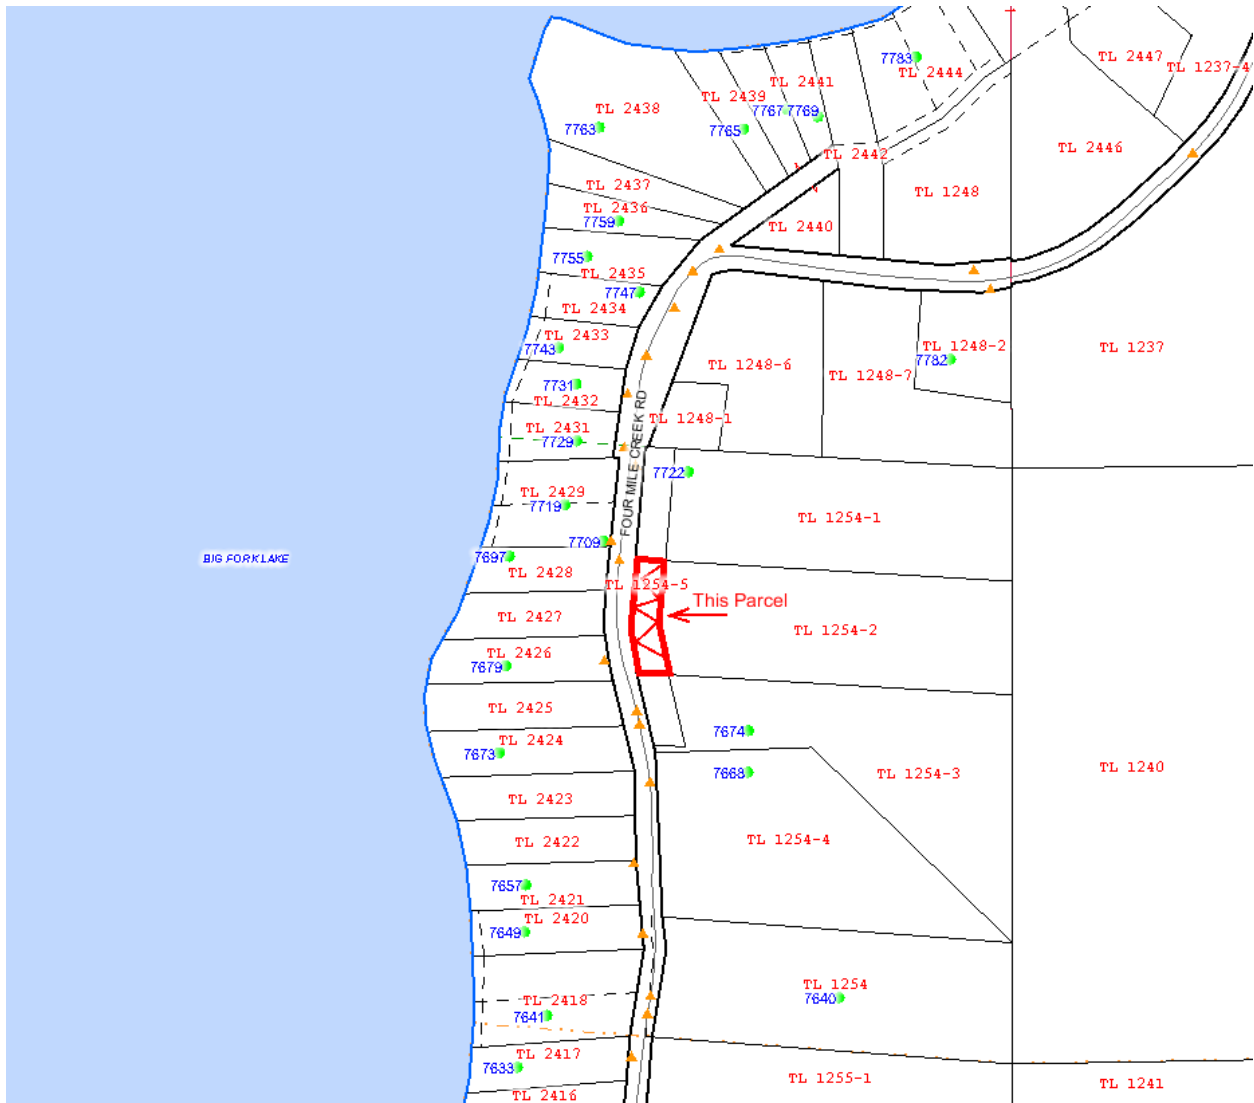 TL 2447
7783
TL 2444
TL 1237-4
TL 2441
TL 2439
TL 2438
7767
7769
7763
7765
TL 2446
TL 2442
TL 2437
TL 1248
TL 2436
7759
TL 2440
7755
TL 2435
7747
TL 2434
TL 2433
7743
TL 1248-2
TL 1237
7782
TL 1248-6
TL 1248-7
7731
TL 2432
TL 1248-1
TL 2431
7729
FOUR MILE CREEK RD
7722
TL 2429
7719
TL 1254-1
7709
BIG FORK LAKE
7697
TL 2428
TL 1254-5
This Parcel
TL 2427
TL 1254-2
TL 2426
7679
TL 2425
7674
TL 2424
7673
7668
TL 1254-3
TL 1240
TL 2423
TL 2422
TL 1254-4
7657
TL 2421
TL 2420
7649
TL 1254
7640
TL 2418
7641
TL 2417
7633
TL 1255-1
TL 1241
TL 2416